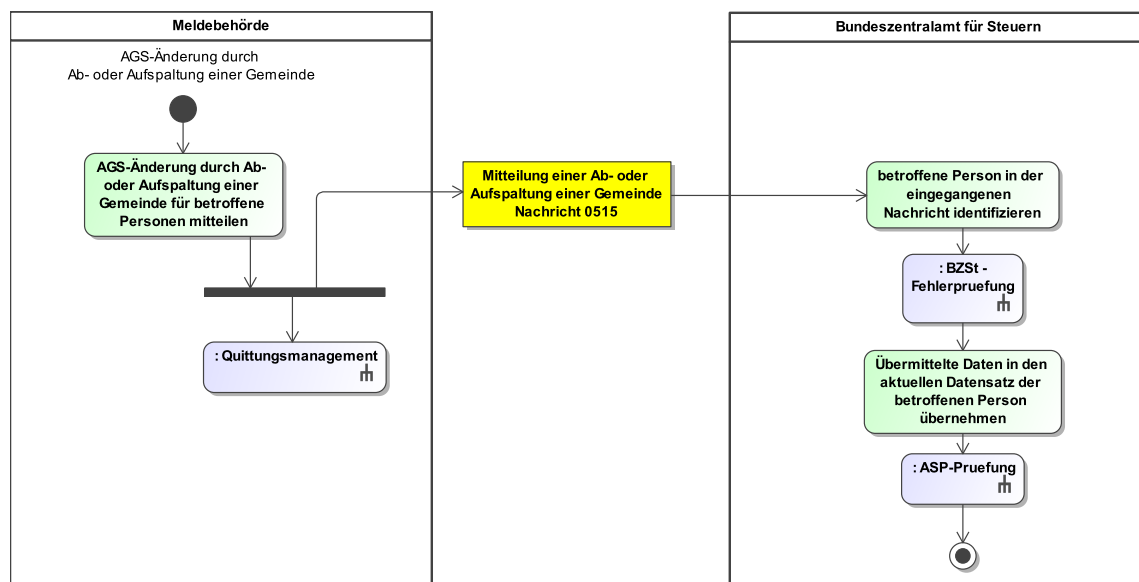 Meldebehörde
AGS-Änderung durch
Ab- oder Aufspaltung einer Gemeinde
AGS-Änderung durch Ab-
oder Aufspaltung einer
Gemeinde für betroffene
Personen mitteilen
: Quittungsmanagement
Mitteilung einer Ab- oder
Aufspaltung einer Gemeinde
Nachricht 0515
Bundeszentralamt für Steuern
betroffene Person in der
eingegangenen
Nachricht identifizieren
: BZSt -
Fehlerpruefung
Übermittelte Daten in den
aktuellen Datensatz der
betroffenen Person
übernehmen
: ASP-Pruefung